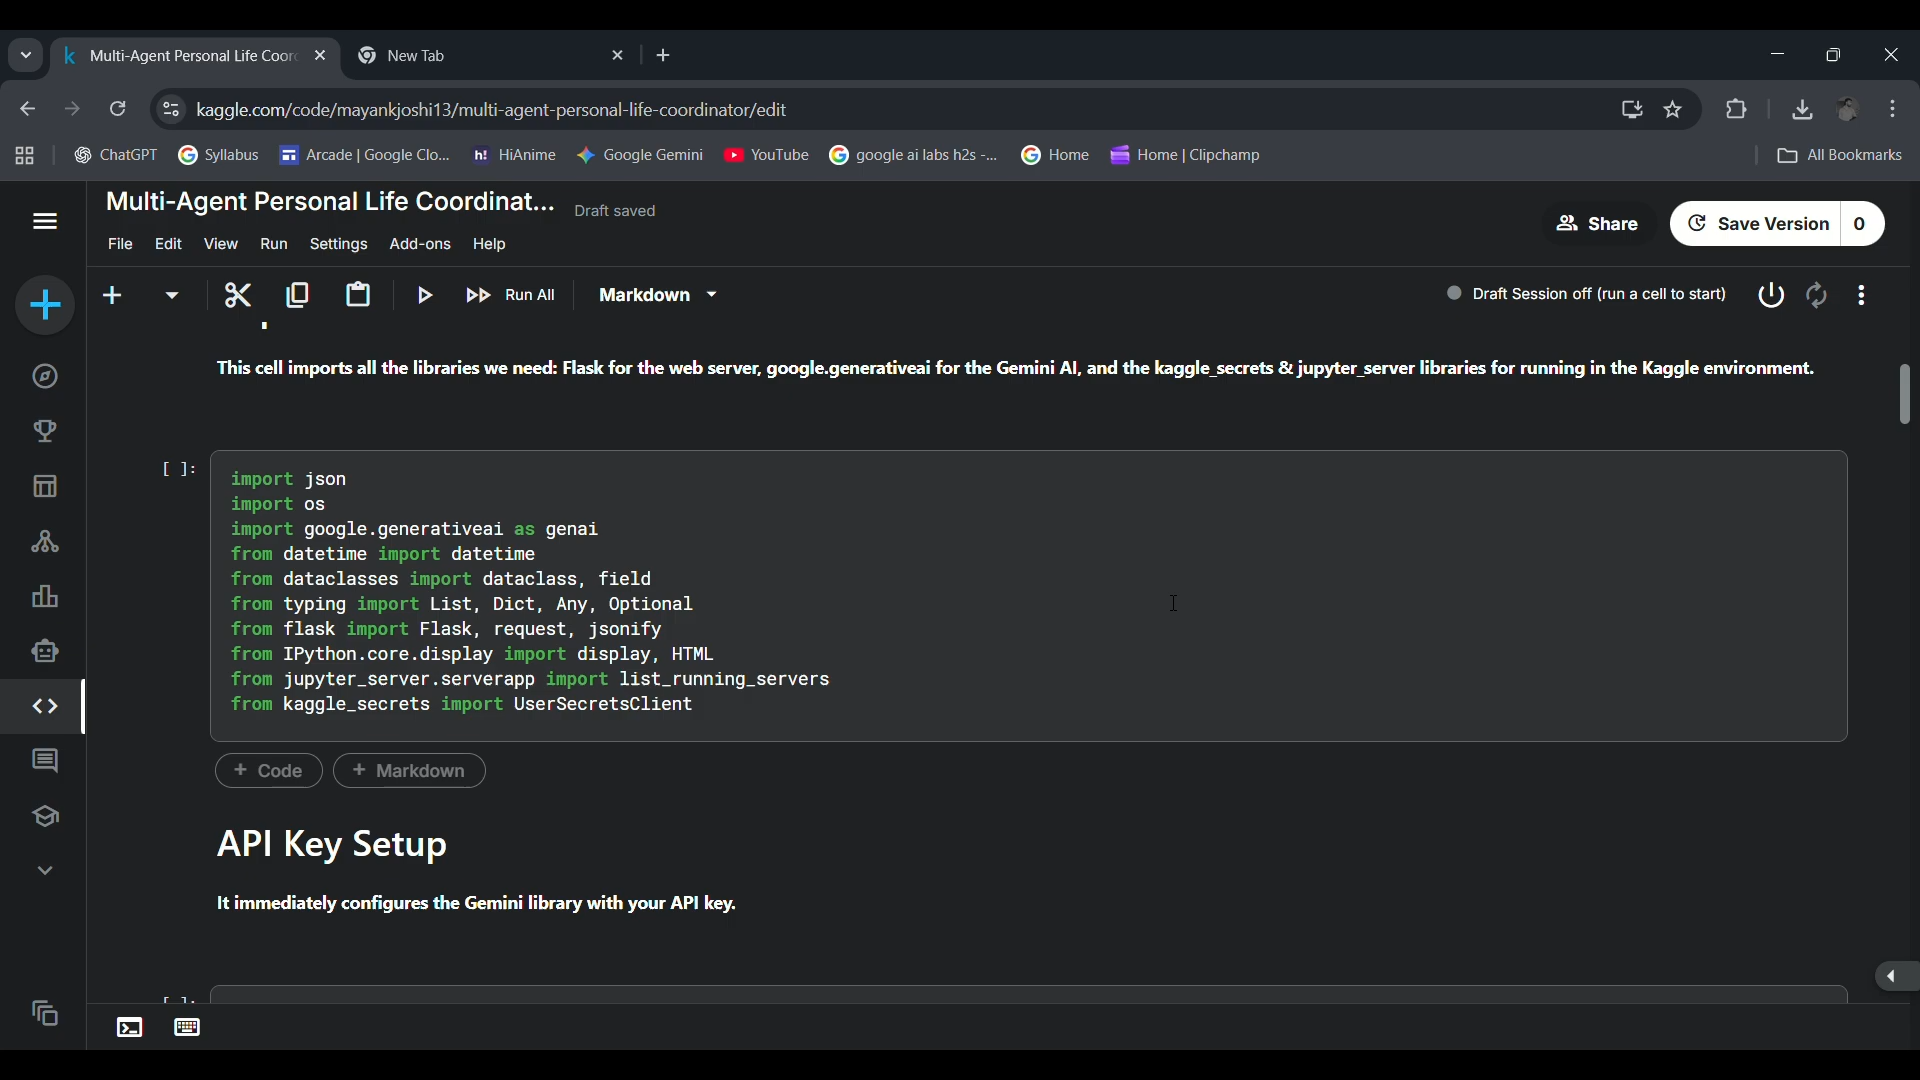 Multi-Agent Personal Life Coor
New Tab
kaggle.com/code/mayankjoshi13/multi-agent-personal-life-coordinator/edit
ChatGPT
Syllabus
Arcade | Google Clo...
h! HiAnime
Google Gemini
YouTube
google ai labs h2s -...
Home
Home | Clipchamp
All Bookmarks
Multi-Agent Personal Life Coordinat...
Draft saved
Share
Save Version
0
File Edit View Run Settings Add-ons Help
Run All
Markdown
Draft Session off (run a cell to start)
This cell imports all the libraries we need: Flask for the web server, google.generativeai for the Gemini AI, and the kaggle_secrets & jupyter_server libraries for running in the Kaggle environment.
[ ]:
import json
import os
import google.generativeai as genai
from datetime import datetime
from dataclasses import dataclass, field
from typing import List, Dict, Any, Optional
from flask import Flask, request, jsonify
from IPython.core.display import display, HTML
from jupyter_server.serverapp import list_running_servers
from kaggle_secrets import UserSecretsClient
+ Code
+ Markdown
API Key Setup
It immediately configures the Gemini library with your API key.
[ ]: